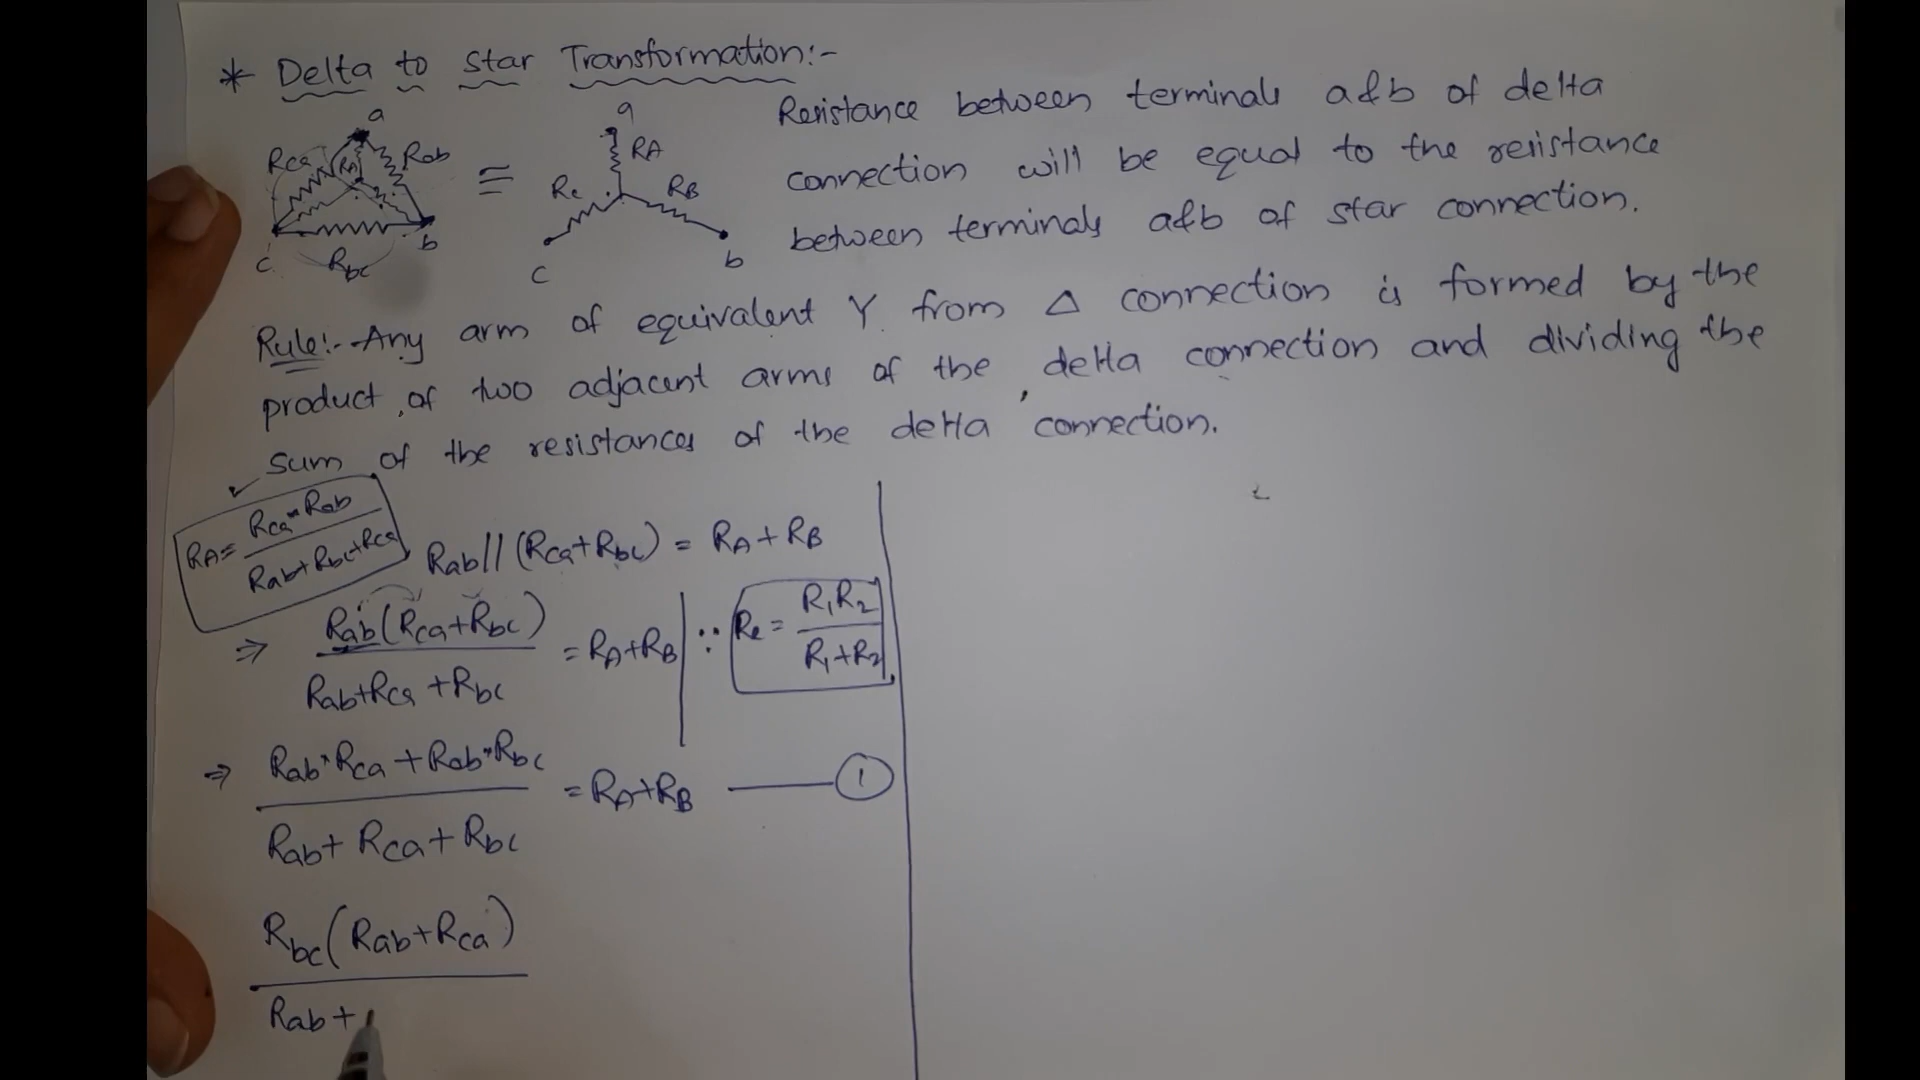 * Delta to Star Transformation:-
a
Rca
RA
Rab
c
Rbc
b
≡
a
RA
Rc
RB
c
b
Resistance between terminals a&b of delta
connection will be equal to the resistance
between terminals a&b of star connection.
Rule:- Any arm of equivalent Y from Δ connection is formed by the
product of two adjacent arms of the delta connection and dividing the
sum of the resistances of the delta connection.
RA = Rca * Rab / Rab+Rbc+Rca
Rab || (Rca+Rbc) = RA + RB
⇒ Rab(Rca+Rbc) / Rab+Rca+Rbc = RA+RB | ∵ Re = R1R2 / R1+R2
⇒ Rab*Rca + Rab*Rbc / Rab+Rca+Rbc = RA+RB —— 1
Rbc(Rab+Rca)
Rab+